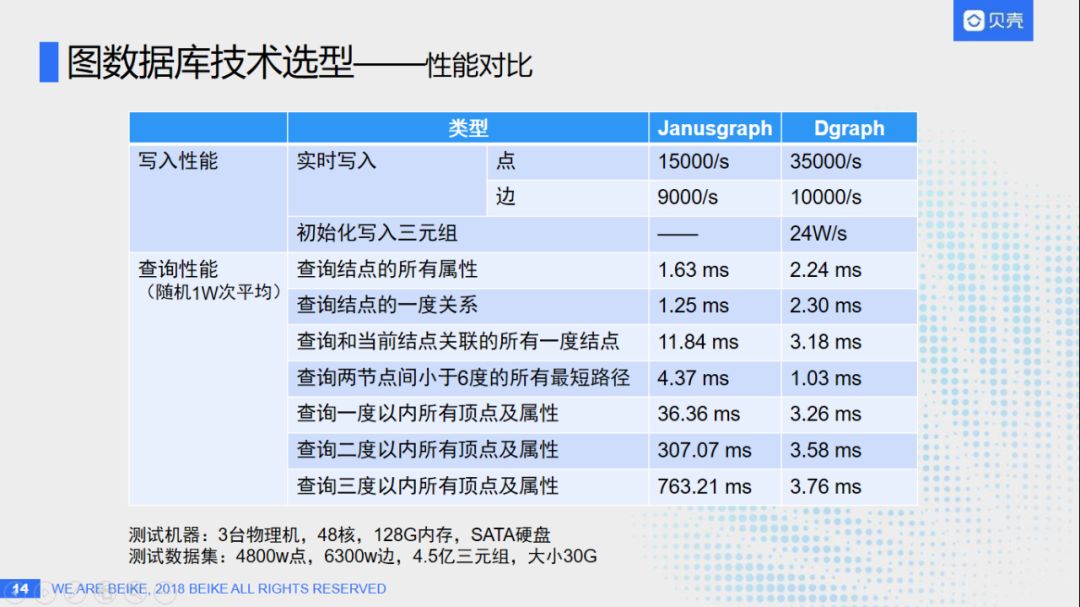 贝壳
图数据库技术选型——性能对比
类型 Janusgraph Dgraph
写入性能 实时写入 点 15000/s 35000/s
边 9000/s 10000/s
初始化写入三元组 —— 24W/s
查询性能 查询结点的所有属性 1.63 ms 2.24 ms
（随机1W次平均） 查询结点的一度关系 1.25 ms 2.30 ms
查询和当前结点关联的所有一度结点 11.84 ms 3.18 ms
查询两节点间小于6度的所有最短路径 4.37 ms 1.03 ms
查询一度以内所有顶点及属性 36.36 ms 3.26 ms
查询二度以内所有顶点及属性 307.07 ms 3.58 ms
查询三度以内所有顶点及属性 763.21 ms 3.76 ms
测试机器：3台物理机，48核，128G内存，SATA硬盘
测试数据集：4800w点，6300w边，4.5亿三元组，大小30G
14 WE ARE BEIKE, 2018 BEIKE ALL RIGHTS RESERVED